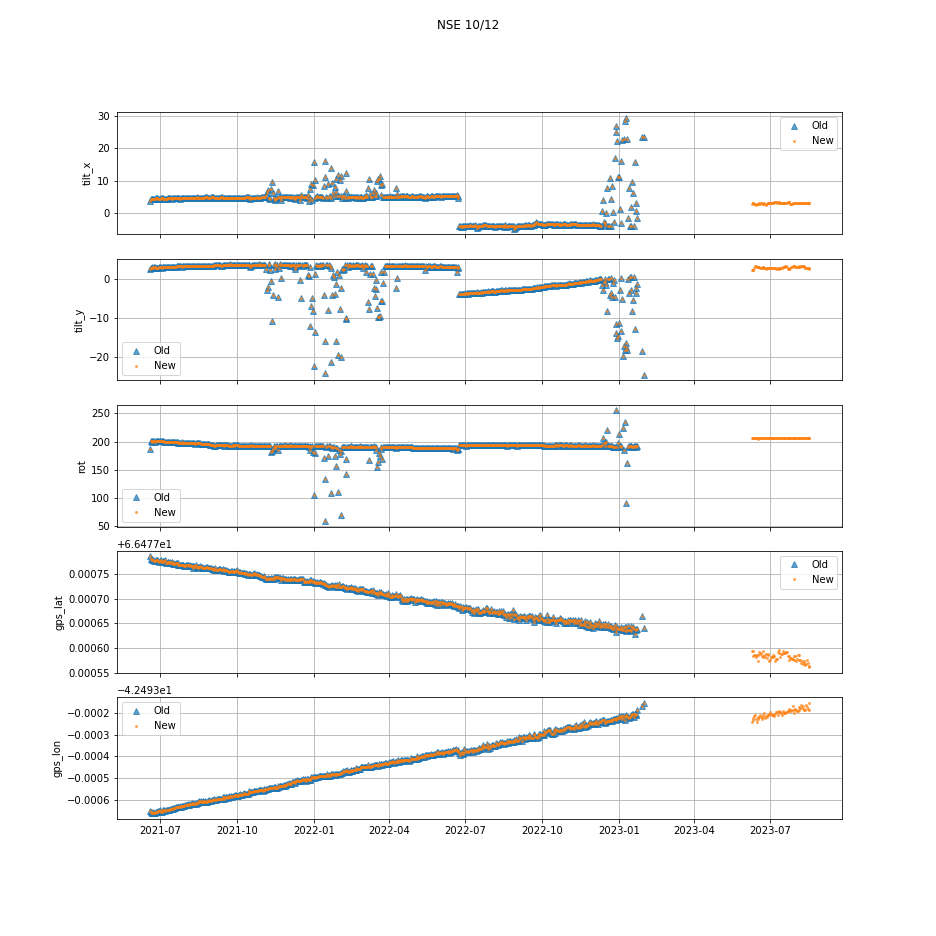 NSE 10/12
30
20
10
0
tilt_x
Old
New
0
−10
−20
tilt_y
Old
New
250
200
150
100
50
rot
Old
New
+6.6477e1
0.00075
0.00070
0.00065
0.00060
0.00055
gps_lat
Old
New
−4.2493e1
−0.0002
−0.0003
−0.0004
−0.0005
−0.0006
gps_lon
Old
New
2021-07 2021-10 2022-01 2022-04 2022-07 2022-10 2023-01 2023-04 2023-07